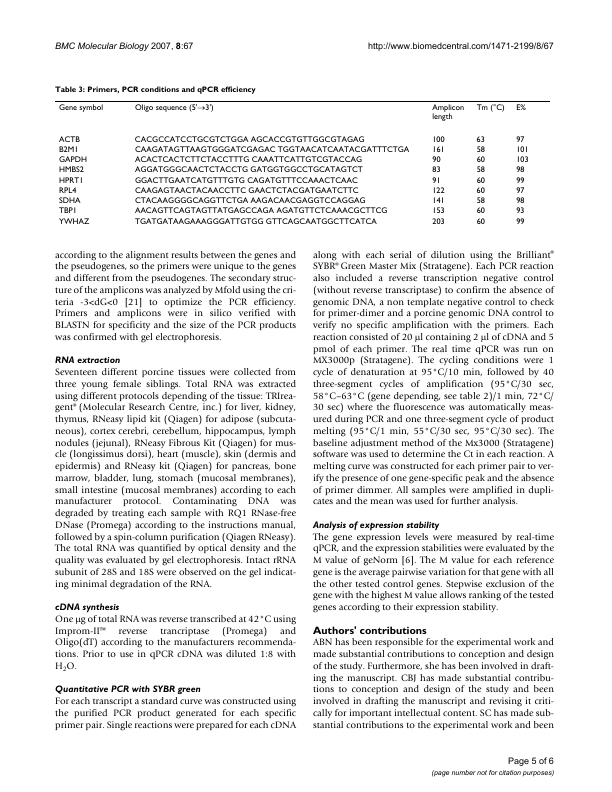 BMC Molecular Biology 2007, 8:67
http://www.biomedcentral.com/1471-2199/8/67
Table 3: Primers, PCR conditions and qPCR efficiency
Gene symbol Oligo sequence (5'→3') Amplicon length Tm (°C) E%
ACTB CACGCCATCCTGCGTCTGGA AGCACCGTGTTGGCGTAGAG 100 63 97
B2M1 CAAGATAGTTAAGTGGGATCGAGAC TGGTAACATCAATACGATTTCTGA 161 58 101
GAPDH ACACTCACTCTTCTACCTTTG CAAATTCATTGTCGTACCAG 90 60 103
HMBS2 AGGATGGGCAACTCTACCTG GATGGTGGCCTGCATAGTCT 83 58 98
HPRT1 GGACTTGAATCATGTTTGTG CAGATGTTTCCAAACTCAAC 91 60 99
RPL4 CAAGAGTAACTACAACCTTC GAACTCTACGATGAATCTTC 122 60 97
SDHA CTACAAGGGGCAGGTTCTGA AAGACAACGAGGTCCAGGAG 141 58 98
TBP1 AACAGTTCAGTAGTTATGAGCCAGA AGATGTTCTCAAACGCTTCG 153 60 93
YWHAZ TGATGATAAGAAAGGGATTGTGG GTTCAGCAATGGCTTCATCA 203 60 99
according to the alignment results between the genes and
the pseudogenes, so the primers were unique to the genes
and different from the pseudogenes. The secondary struc-
ture of the amplicons was analyzed by Mfold using the cri-
teria -3<dG<0 [21] to optimize the PCR efficiency.
Primers and amplicons were in silico verified with
BLASTN for specificity and the size of the PCR products
was confirmed with gel electrophoresis.
RNA extraction
Seventeen different porcine tissues were collected from
three young female siblings. Total RNA was extracted
using different protocols depending of the tissue: TRIrea-
gent® (Molecular Research Centre, inc.) for liver, kidney,
thymus, RNeasy lipid kit (Qiagen) for adipose (subcuta-
neous), cortex cerebri, cerebellum, hippocampus, lymph
nodules (jejunal), RNeasy Fibrous Kit (Qiagen) for mus-
cle (longissimus dorsi), heart (muscle), skin (dermis and
epidermis) and RNeasy kit (Qiagen) for pancreas, bone
marrow, bladder, lung, stomach (mucosal membranes),
small intestine (mucosal membranes) according to each
manufacturer protocol. Contaminating DNA was
degraded by treating each sample with RQ1 RNase-free
DNase (Promega) according to the instructions manual,
followed by a spin-column purification (Qiagen RNeasy).
The total RNA was quantified by optical density and the
quality was evaluated by gel electrophoresis. Intact rRNA
subunit of 28S and 18S were observed on the gel indicat-
ing minimal degradation of the RNA.
cDNA synthesis
One μg of total RNA was reverse transcribed at 42°C using
Improm-II™ reverse trancriptase (Promega) and
Oligo(dT) according to the manufacturers recommenda-
tions. Prior to use in qPCR cDNA was diluted 1:8 with
H2O.
Quantitative PCR with SYBR green
For each transcript a standard curve was constructed using
the purified PCR product generated for each specific
primer pair. Single reactions were prepared for each cDNA
along with each serial of dilution using the Brilliant®
SYBR® Green Master Mix (Stratagene). Each PCR reaction
also included a reverse transcription negative control
(without reverse transcriptase) to confirm the absence of
genomic DNA, a non template negative control to check
for primer-dimer and a porcine genomic DNA control to
verify no specific amplification with the primers. Each
reaction consisted of 20 μl containing 2 μl of cDNA and 5
pmol of each primer. The real time qPCR was run on
MX3000p (Stratagene). The cycling conditions were 1
cycle of denaturation at 95°C/10 min, followed by 40
three-segment cycles of amplification (95°C/30 sec,
58°C–63°C (gene depending, see table 2)/1 min, 72°C/
30 sec) where the fluorescence was automatically meas-
ured during PCR and one three-segment cycle of product
melting (95°C/1 min, 55°C/30 sec, 95°C/30 sec). The
baseline adjustment method of the Mx3000 (Stratagene)
software was used to determine the Ct in each reaction. A
melting curve was constructed for each primer pair to ver-
ify the presence of one gene-specific peak and the absence
of primer dimmer. All samples were amplified in dupli-
cates and the mean was used for further analysis.
Analysis of expression stability
The gene expression levels were measured by real-time
qPCR, and the expression stabilities were evaluated by the
M value of geNorm [6]. The M value for each reference
gene is the average pairwise variation for that gene with all
the other tested control genes. Stepwise exclusion of the
gene with the highest M value allows ranking of the tested
genes according to their expression stability.
Authors' contributions
ABN has been responsible for the experimental work and
made substantial contributions to conception and design
of the study. Furthermore, she has been involved in draft-
ing the manuscript. CBJ has made substantial contribu-
tions to conception and design of the study and been
involved in drafting the manuscript and revising it criti-
cally for important intellectual content. SC has made sub-
stantial contributions to the experimental work and been
Page 5 of 6
(page number not for citation purposes)